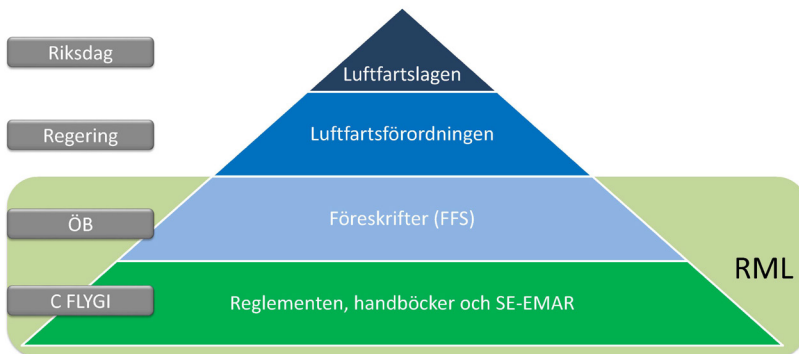 Riksdag
Luftfartslagen
Regering
Luftfartsförordningen
ÖB
Föreskrifter (FFS)
RML
C FLYGI
Reglementen, handböcker och SE-EMAR